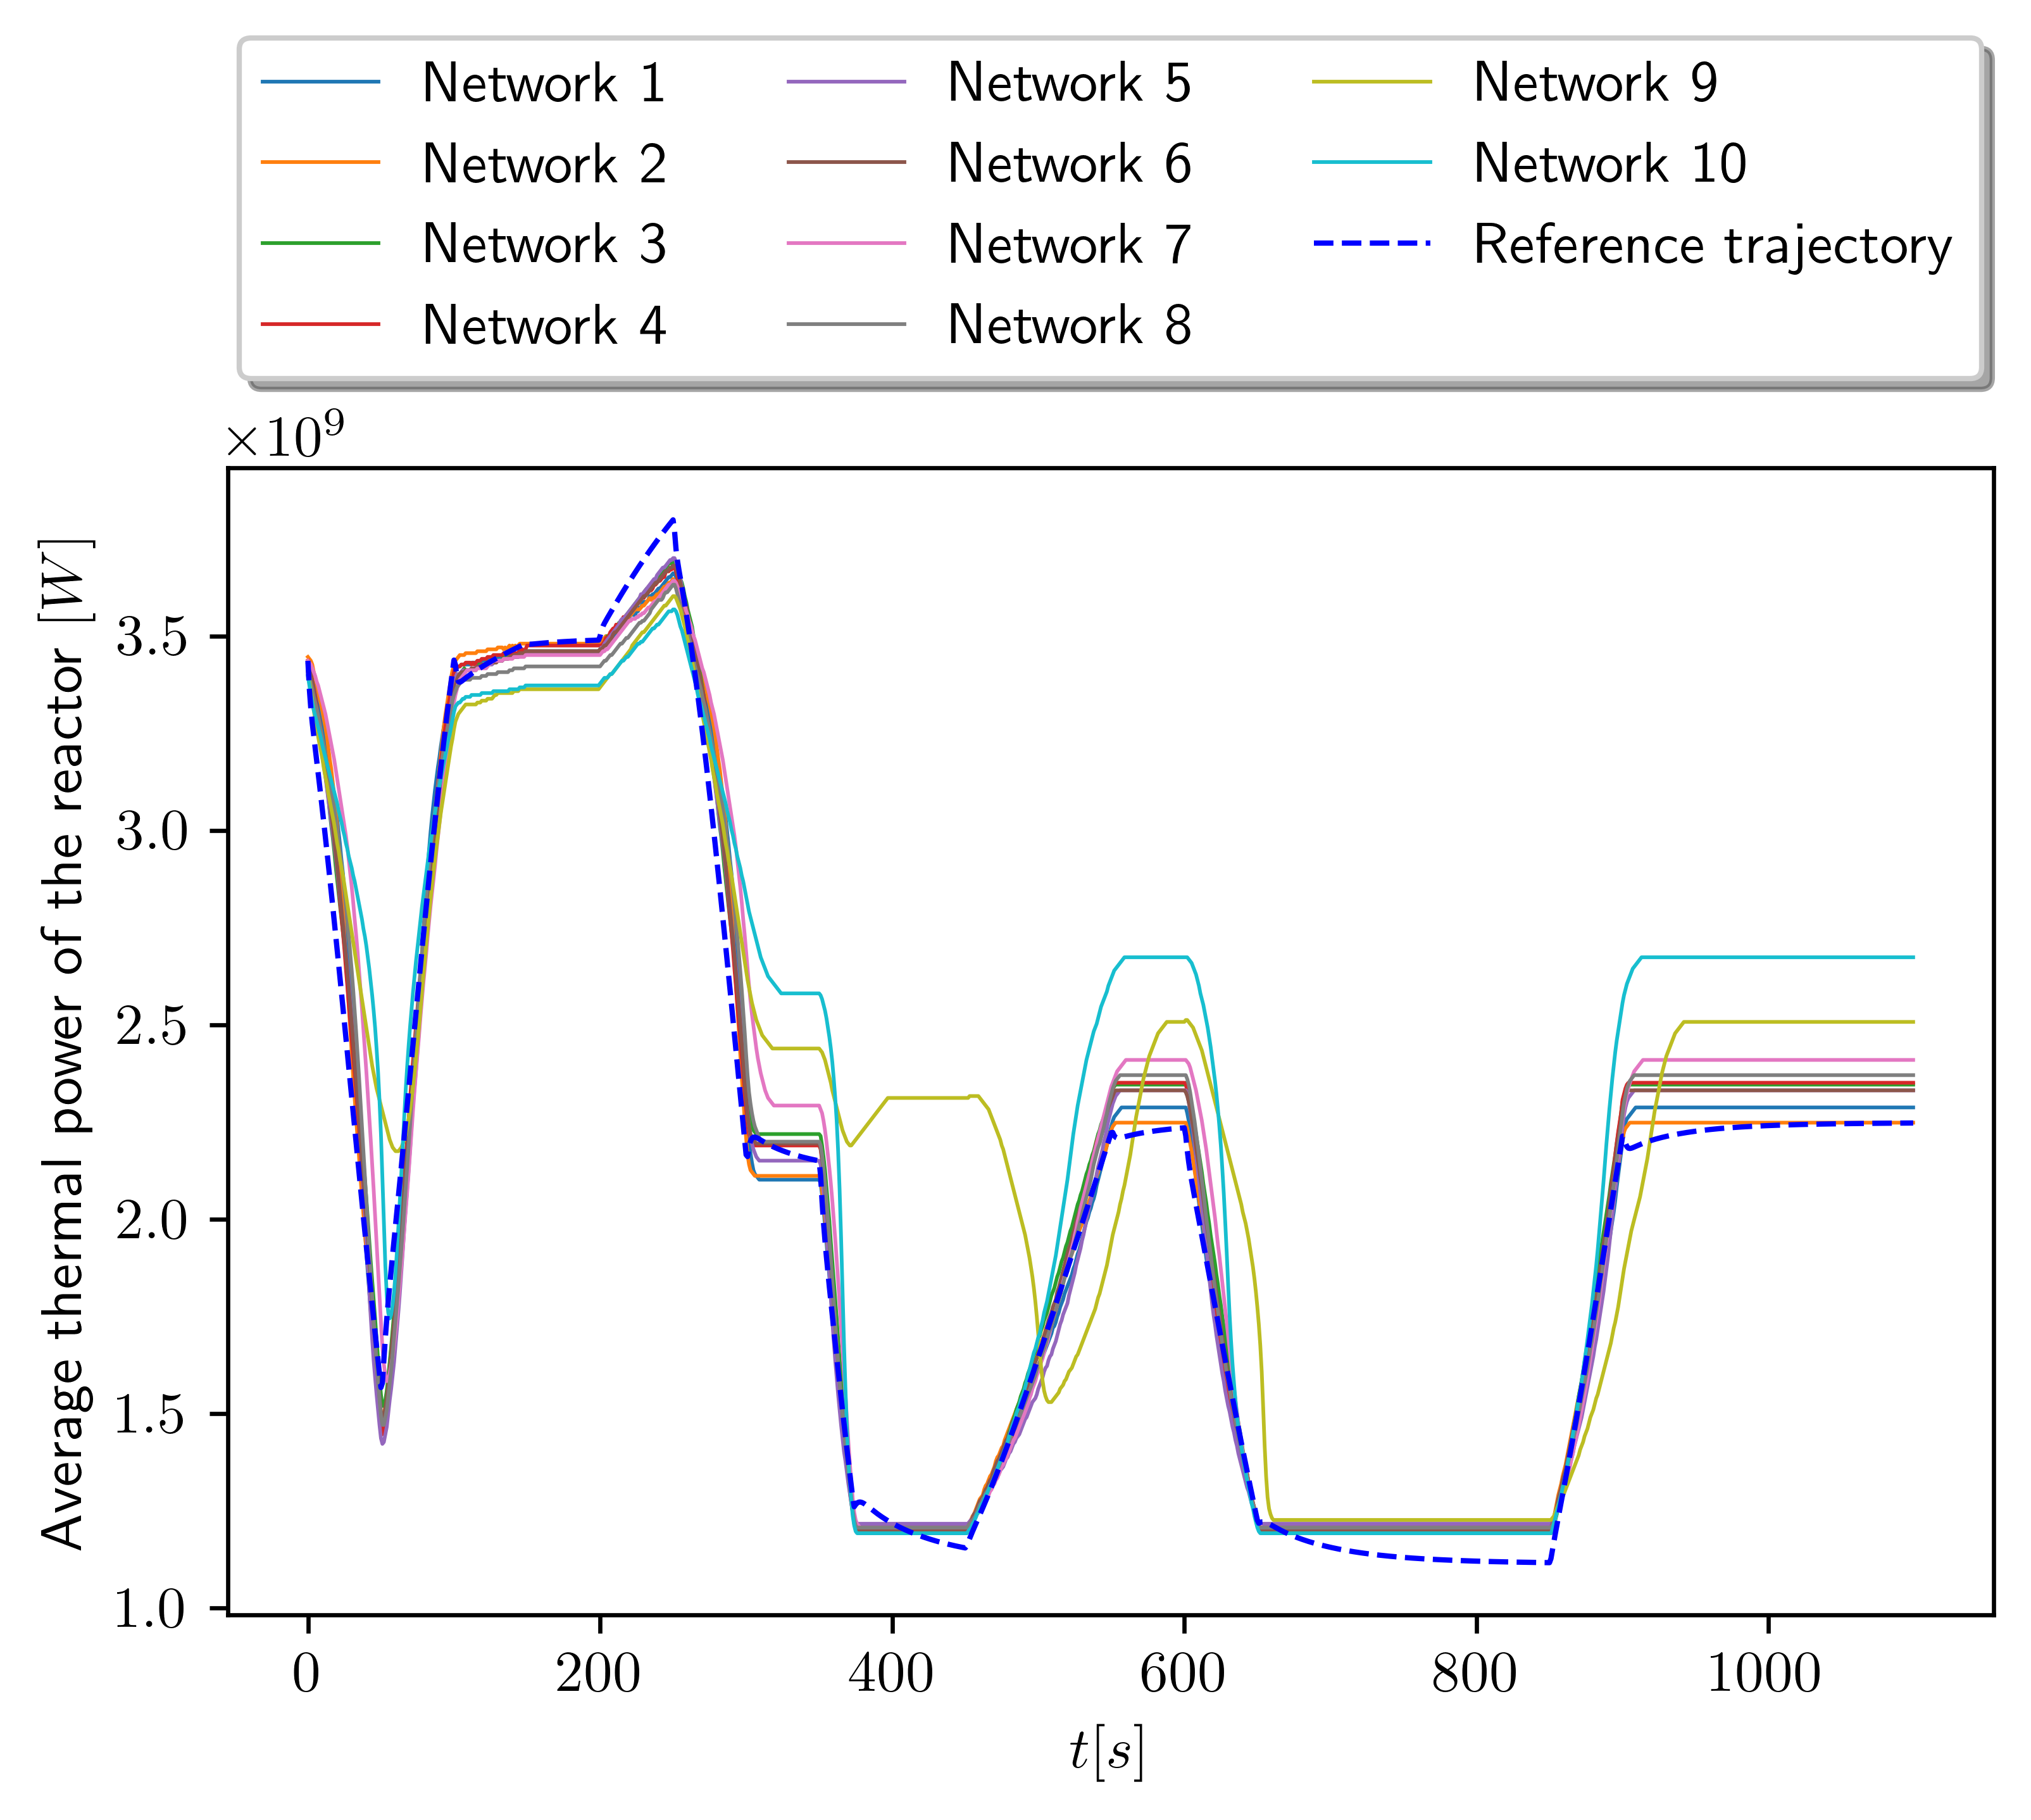 Network 1
Network 2
Network 3
Network 4
Network 5
Network 6
Network 7
Network 8
Network 9
Network 10
Reference trajectory
×10⁹
Average thermal power of the reactor [W]
3.5
3.0
2.5
2.0
1.5
1.0
0 200 400 600 800 1000
t[s]